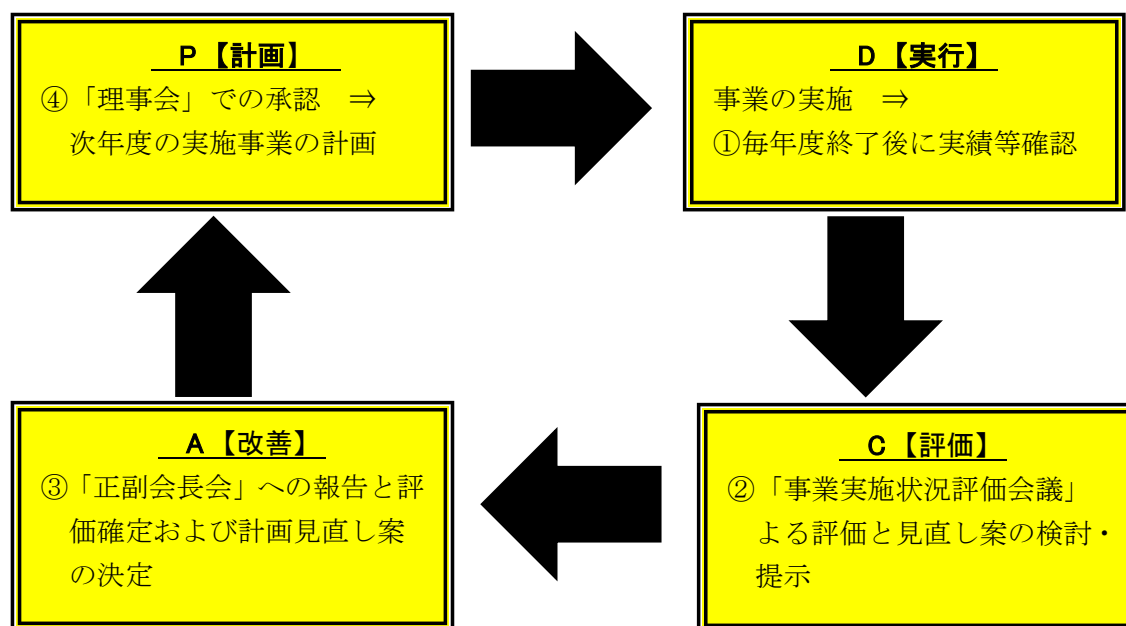 P【計画】
④「理事会」での承認　⇒
次年度の実施事業の計画
D【実行】
事業の実施　⇒
①毎年度終了後に実績等確認
C【評価】
②「事業実施状況評価会議」
よる評価と見直し案の検討・
提示
A【改善】
③「正副会長会」への報告と評
価確定および計画見直し案
の決定